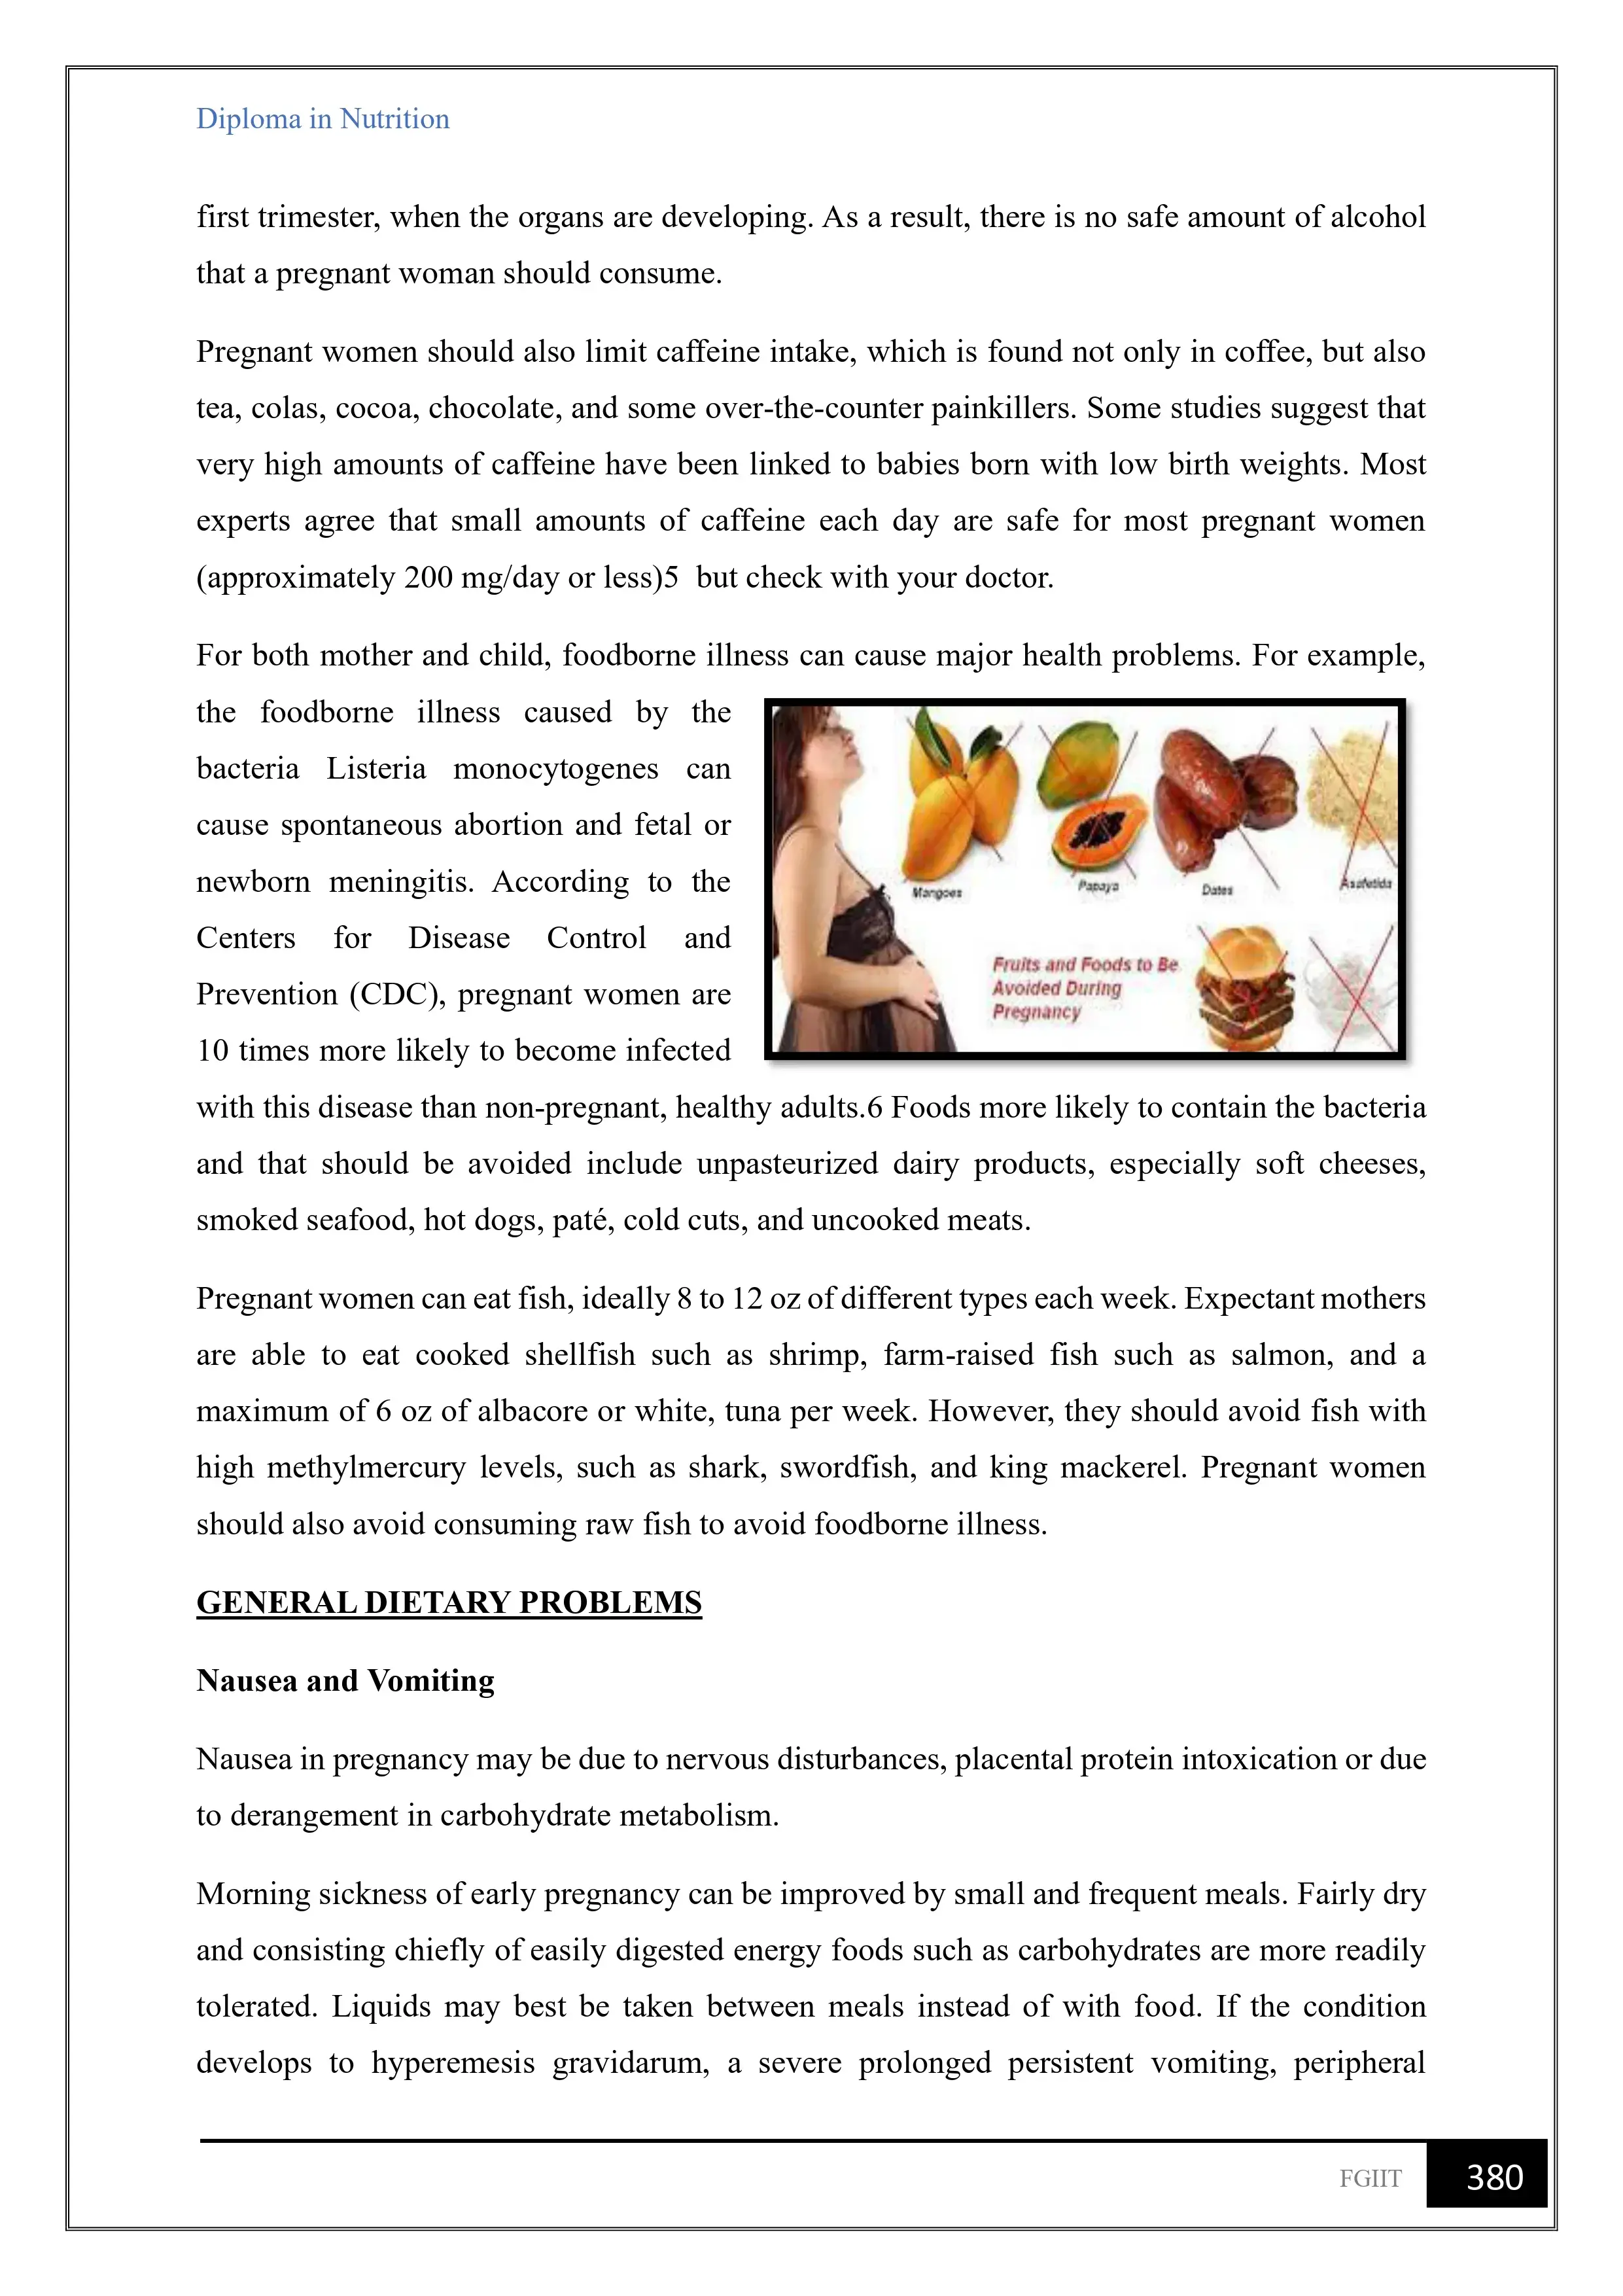 Diploma in Nutrition
first trimester, when the organs are developing. As a result, there is no safe amount of alcohol
that a pregnant woman should consume.
Pregnant women should also limit caffeine intake, which is found not only in coffee, but also
tea, colas, cocoa, chocolate, and some over-the-counter painkillers. Some studies suggest that
very high amounts of caffeine have been linked to babies born with low birth weights. Most
experts agree that small amounts of caffeine each day are safe for most pregnant women
(approximately 200 mg/day or less)5  but check with your doctor.
For both mother and child, foodborne illness can cause major health problems. For example,
the foodborne illness caused by the
bacteria Listeria monocytogenes can
cause spontaneous abortion and fetal or
newborn meningitis. According to the
Centers for Disease Control and
Prevention (CDC), pregnant women are
10 times more likely to become infected
Mangoes
Papaya
Dates
Asafetida
Fruits and Foods to Be
Avoided During
Pregnancy
with this disease than non-pregnant, healthy adults.6 Foods more likely to contain the bacteria
and that should be avoided include unpasteurized dairy products, especially soft cheeses,
smoked seafood, hot dogs, paté, cold cuts, and uncooked meats.
Pregnant women can eat fish, ideally 8 to 12 oz of different types each week. Expectant mothers
are able to eat cooked shellfish such as shrimp, farm-raised fish such as salmon, and a
maximum of 6 oz of albacore or white, tuna per week. However, they should avoid fish with
high methylmercury levels, such as shark, swordfish, and king mackerel. Pregnant women
should also avoid consuming raw fish to avoid foodborne illness.
GENERAL DIETARY PROBLEMS
Nausea and Vomiting
Nausea in pregnancy may be due to nervous disturbances, placental protein intoxication or due
to derangement in carbohydrate metabolism.
Morning sickness of early pregnancy can be improved by small and frequent meals. Fairly dry
and consisting chiefly of easily digested energy foods such as carbohydrates are more readily
tolerated. Liquids may best be taken between meals instead of with food. If the condition
develops to hyperemesis gravidarum, a severe prolonged persistent vomiting, peripheral
FGIIT 380